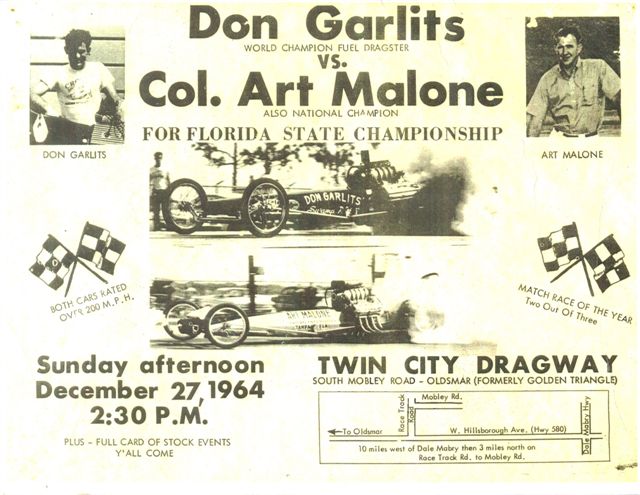 Don Garlits
WORLD CHAMPION FUEL DRAGSTER
VS.
Col. Art Malone
ALSO NATIONAL CHAMPION
FOR FLORIDA STATE CHAMPIONSHIP
DON GARLITS
ART MALONE
DON GARLITS'
Swamp Rat
BOTH CARS RATED
OVER 200 M.P.H.
MATCH RACE OF THE YEAR
Two Out Of Three
ART MALONE
Sunday afternoon
December 27, 1964
2:30 P.M.
PLUS - FULL CARD OF STOCK EVENTS
Y'ALL COME
TWIN CITY DRAGWAY
SOUTH MOBLEY ROAD - OLDSMAR (FORMERLY GOLDEN TRIANGLE)
Mobley Rd.
Race Track
Road
To Oldsmar
W. Hillsborough Ave. (Hwy 580)
Dale Mabry Hwy
10 miles west of Dale Mabry then 3 miles north on
Race Track Rd. to Mobley Rd.